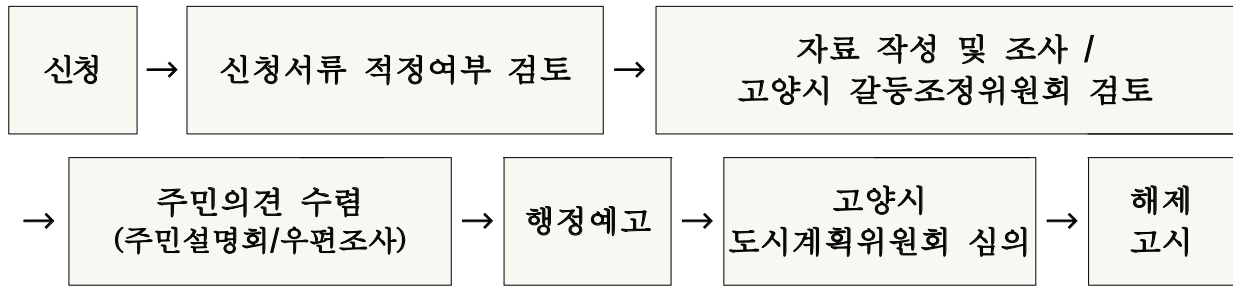 신청 → 신청서류 적정여부 검토 → 자료 작성 및 조사 /
고양시 갈등조정위원회 검토
→ 주민의견 수렴
(주민설명회/우편조사) → 행정예고 → 고양시
도시계획위원회 심의 → 해제
고시